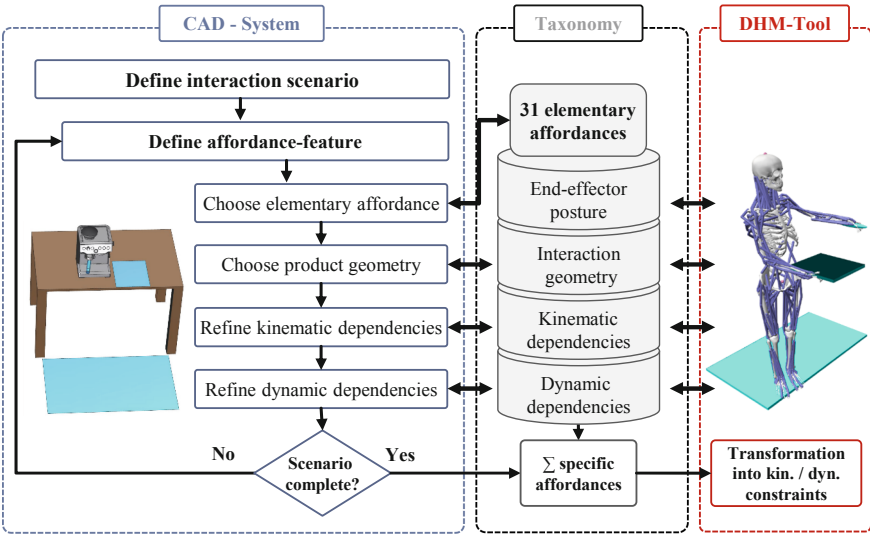 CAD - System
Taxonomy
DHM-Tool
Define interaction scenario
Define affordance-feature
Choose elementary affordance
Choose product geometry
Refine kinematic dependencies
Refine dynamic dependencies
No
Scenario
complete?
Yes
31 elementary
affordances
End-effector
posture
Interaction
geometry
Kinematic
dependencies
Dynamic
dependencies
∑ specific
affordances
Transformation
into kin. / dyn.
constraints